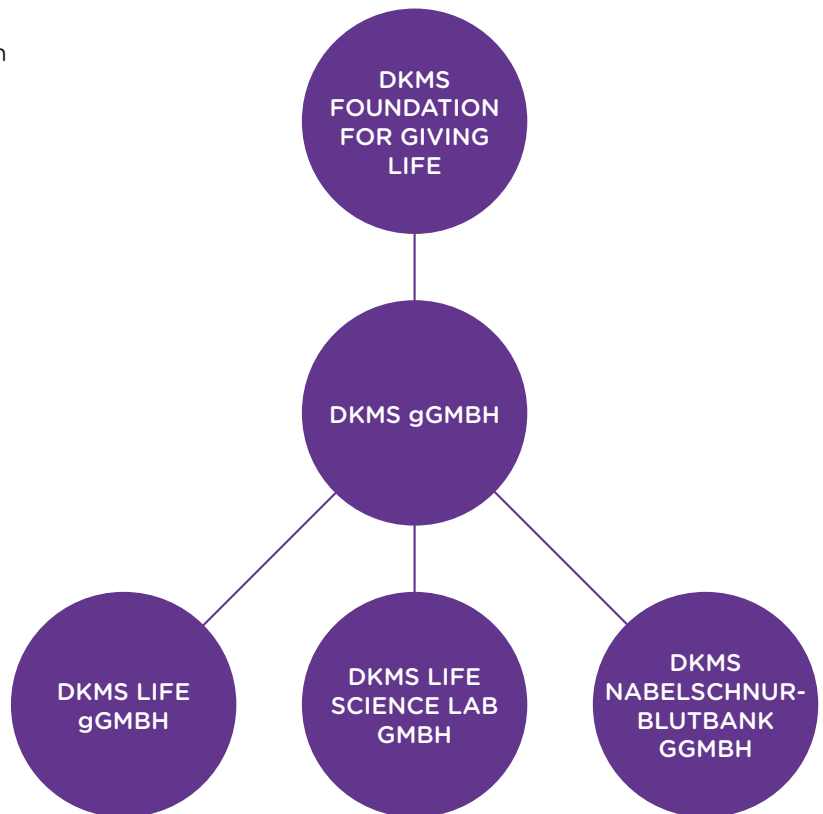 DKMS
FOUNDATION
FOR GIVING
LIFE
DKMS gGMBH
DKMS LIFE
gGMBH
DKMS LIFE
SCIENCE LAB
GMBH
DKMS
NABELSCHNUR-
BLUTBANK
GGMBH